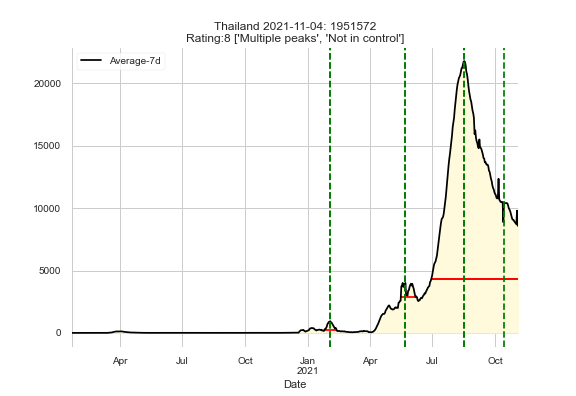 Thailand 2021-11-04: 1951572
Rating:8 ['Multiple peaks', 'Not in control']
Average-7d
20000
15000
10000
5000
0
Apr Jul Oct Jan Apr Jul Oct
2021
Date